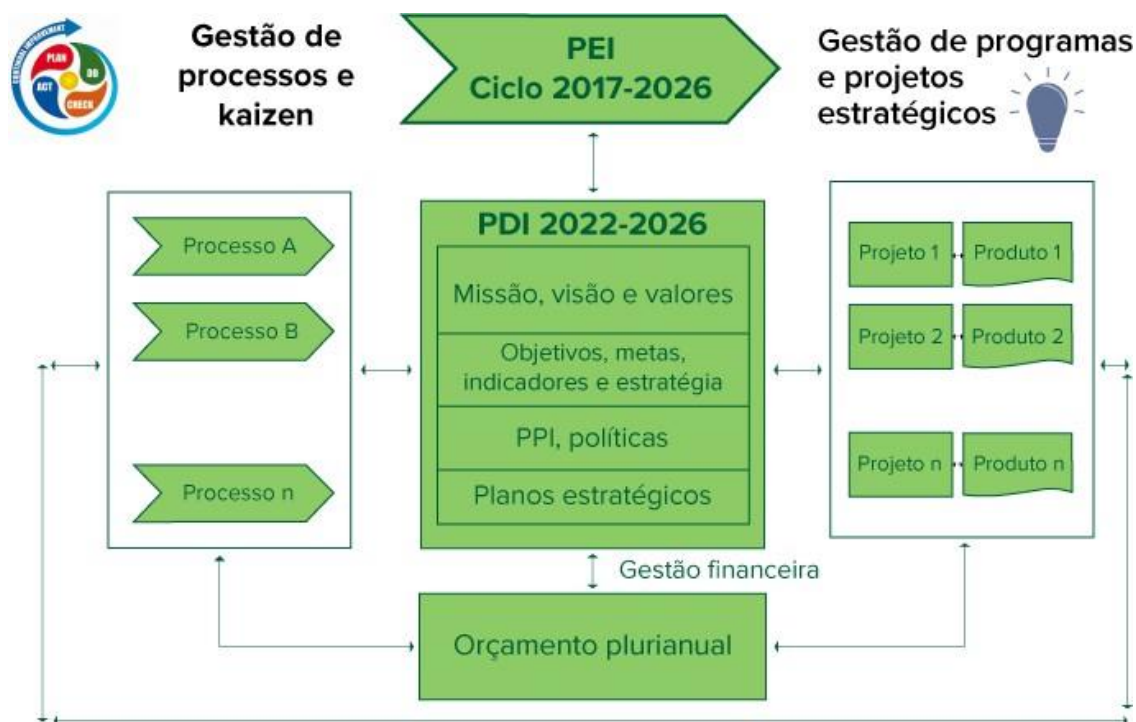 CONTINUAL IMPROVEMENT
PLAN
DO
CHECK
ACT
Gestão de
processos e
kaizen
PEI
Ciclo 2017-2026
Gestão de programas
e projetos
estratégicos
Processo A
Processo B
Processo n
PDI 2022-2026
Missão, visão e valores
Objetivos, metas,
indicadores e estratégia
PPI, políticas
Planos estratégicos
Projeto 1
Produto 1
Projeto 2
Produto 2
Projeto n
Produto n
Gestão financeira
Orçamento plurianual